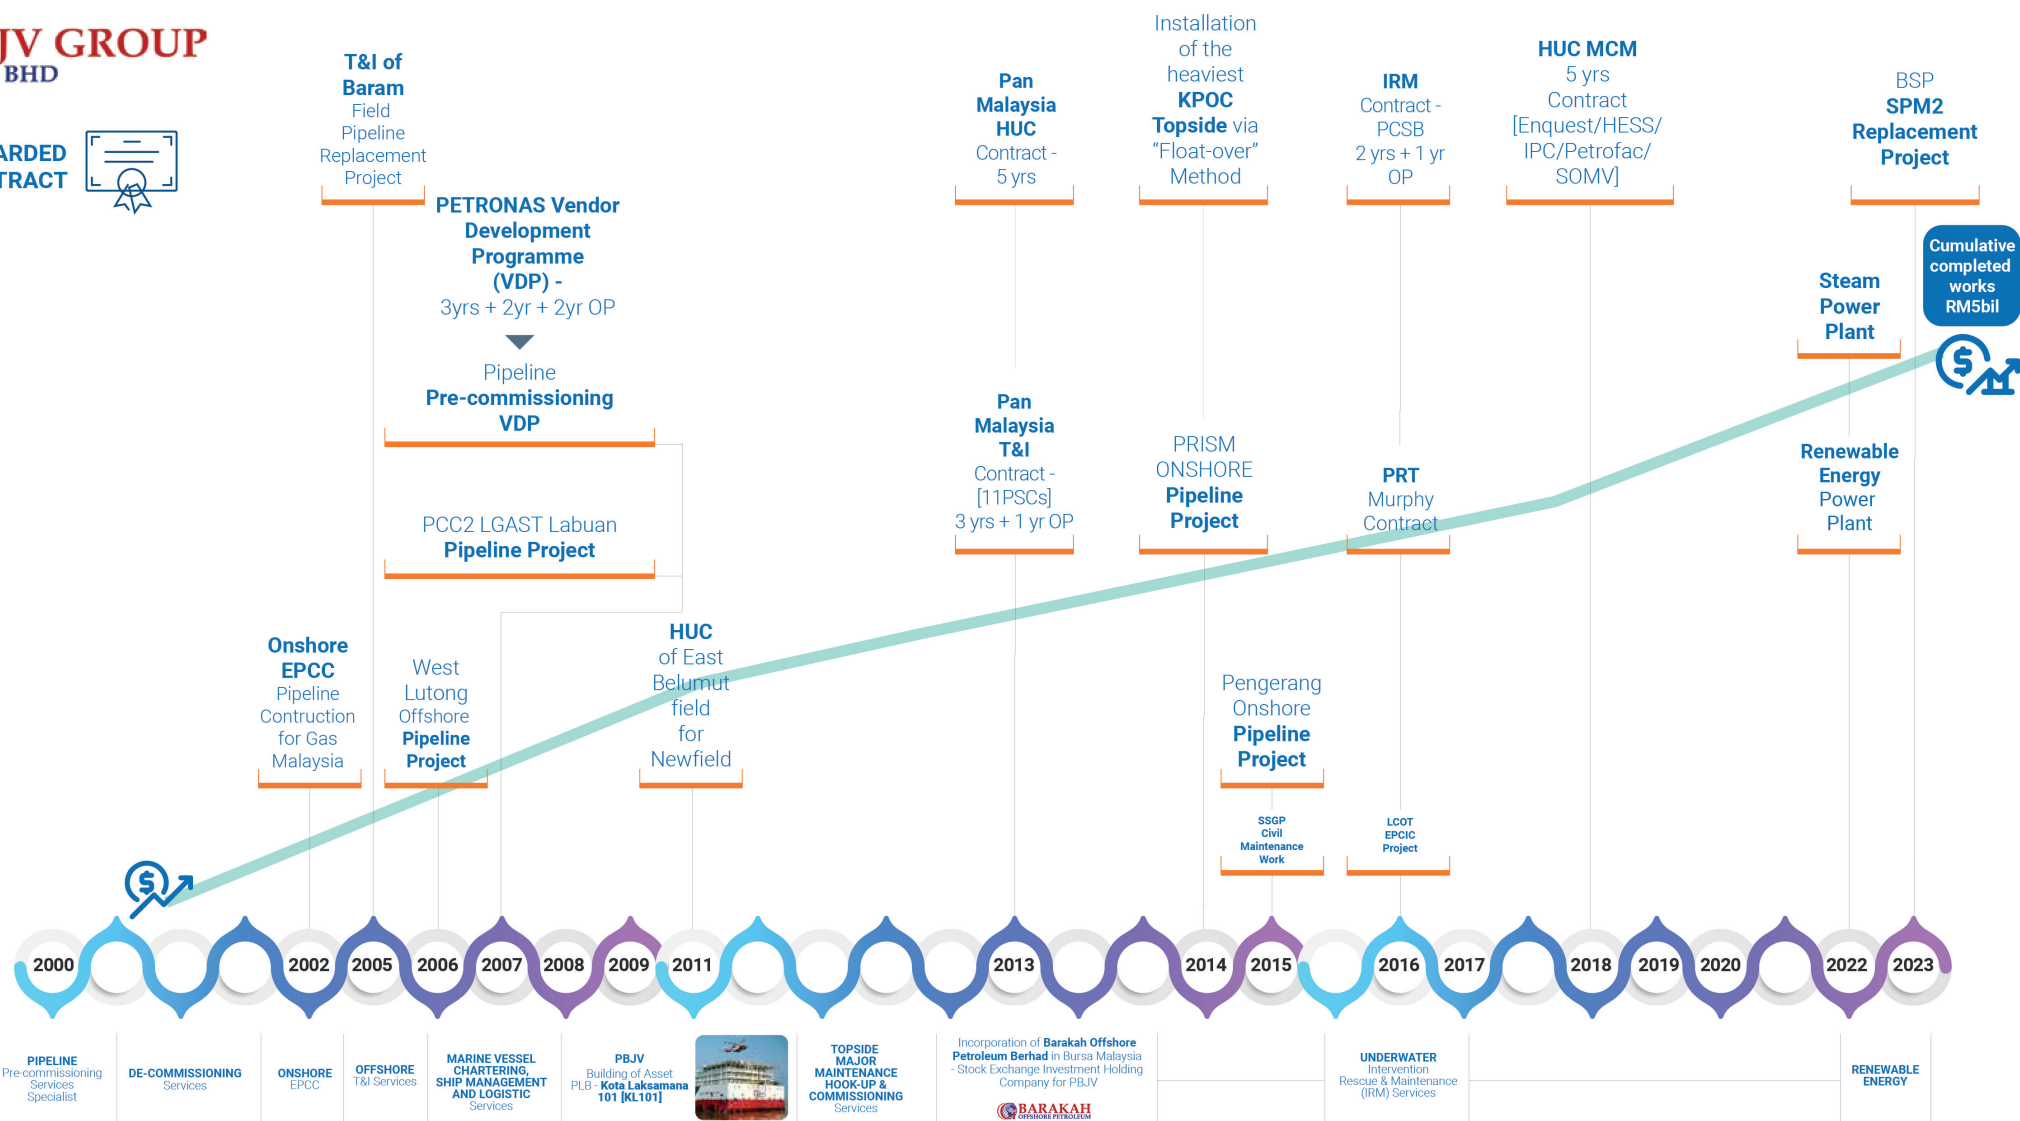 JV GROUP
BHD
ARDED
TRACT
T&I of
Baram
Field
Pipeline
Replacement
Project
PETRONAS Vendor
Development
Programme
(VDP) -
3yrs + 2yr + 2yr OP
Pipeline
Pre-commissioning
VDP
PCC2 LGAST Labuan
Pipeline Project
Onshore
EPCC
Pipeline
Contruction
for Gas
Malaysia
West
Lutong
Offshore
Pipeline
Project
HUC
of East
Belumut
field
for
Newfield
Pan
Malaysia
HUC
Contract -
5 yrs
Pan
Malaysia
T&I
Contract -
[11PSCs]
3 yrs + 1 yr OP
Installation
of the
heaviest
KPOC
Topside via
“Float-over”
Method
PRISM
ONSHORE
Pipeline
Project
Pengerang
Onshore
Pipeline
Project
SSGP
Civil
Maintenance
Work
IRM
Contract -
PCSB
2 yrs + 1 yr
OP
PRT
Murphy
Contract
LCOT
EPCIC
Project
HUC MCM
5 yrs
Contract
[Enquest/HESS/
IPC/Petrofac/
SOMV]
BSP
SPM2
Replacement
Project
Steam
Power
Plant
Renewable
Energy
Power
Plant
Cumulative
completed
works
RM5bil
2000 2002 2005 2006 2007 2008 2009 2011 2013 2014 2015 2016 2017 2018 2019 2020 2022 2023
PIPELINE
Pre-commissioning
Services
Specialist
DE-COMMISSIONING
Services
ONSHORE
EPCC
OFFSHORE
T&I Services
MARINE VESSEL
CHARTERING,
SHIP MANAGEMENT
AND LOGISTIC
Services
PBJV
Building of Asset
PLB - Kota Laksamana
101 [KL101]
TOPSIDE
MAJOR
MAINTENANCE
HOOK-UP &
COMMISSIONING
Services
Incorporation of Barakah Offshore
Petroleum Berhad in Bursa Malaysia
- Stock Exchange Investment Holding
Company for PBJV
BARAKAH
OFFSHORE PETROLEUM
UNDERWATER
Intervention
Rescue & Maintenance
(IRM) Services
RENEWABLE
ENERGY